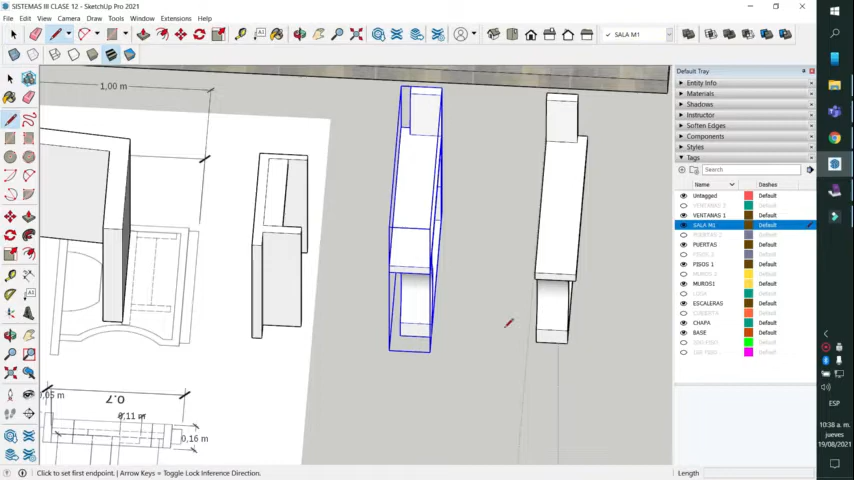 SISTEMAS III CLASE 12 - SketchUp Pro 2021
File Edit View Camera Draw Tools Window Extensions Help
SALA M1
Default Tray
Entity Info
Materials
Shadows
Instructor
Soften Edges
Components
Styles
Tags
Search
Name Dashes
Untagged Default
VENTANAS 2 Default
VENTANAS 1 Default
SALA M1 Default
PUERTAS 2 Default
PUERTAS Default
PISOS 2 Default
PISOS 1 Default
MUROS 2 Default
MUROS1 Default
LOSA Default
ESCALERAS Default
CUBIERTA Default
CHAPA Default
BASE Default
Default
Default
1,00 m
0.7
0,05 m
0,11 m
0,16 m
Click to set first endpoint. | Arrow Keys = Toggle Lock Inference Direction.
Length
ESP
10:38 a. m.
jueves
19/08/2021